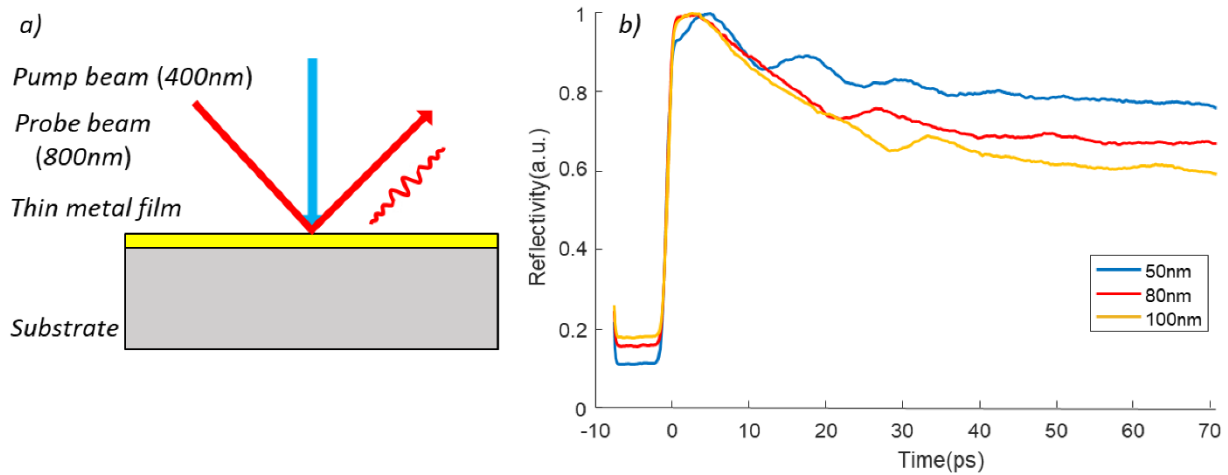 a)
Pump beam (400nm)
Probe beam
(800nm)
Thin metal film
Substrate
b)
Reflectivity(a.u.)
1
0.8
0.6
0.4
0.2
0
-10
0
10
20
30
40
50
60
70
Time(ps)
50nm
80nm
100nm